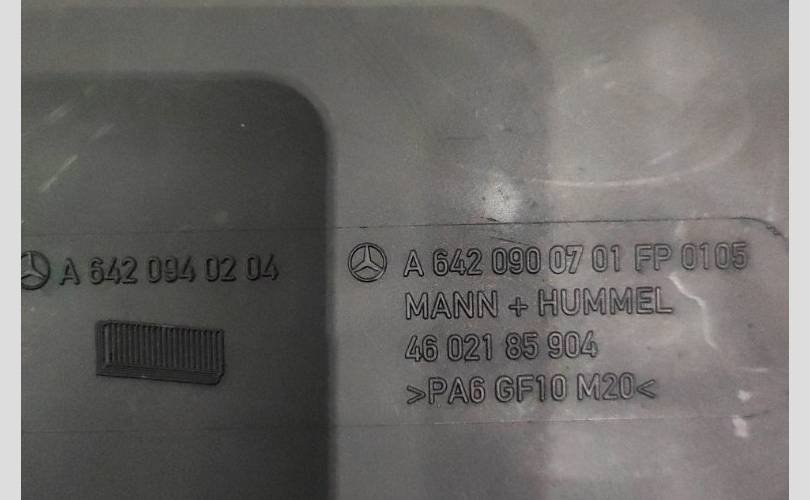 A 642 094 02 04
A 642 090 07 01 FP 0105
MANN + HUMMEL
46 021 85 904
>PA6 GF10 M20<